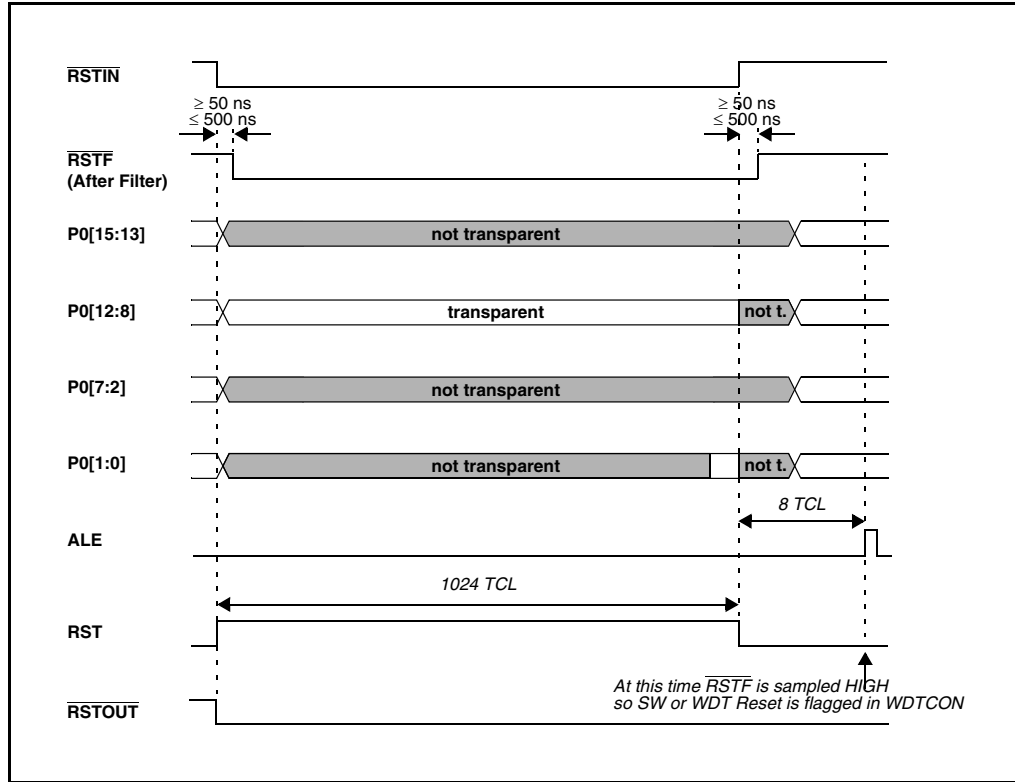 RSTIN
≥ 50 ns
≤ 500 ns
≥ 50 ns
≤ 500 ns
RSTF
(After Filter)
P0[15:13]
not transparent
P0[12:8]
transparent
not t.
P0[7:2]
not transparent
P0[1:0]
not transparent
not t.
8 TCL
ALE
1024 TCL
RST
At this time RSTF is sampled HIGH
so SW or WDT Reset is flagged in WDTCON
RSTOUT